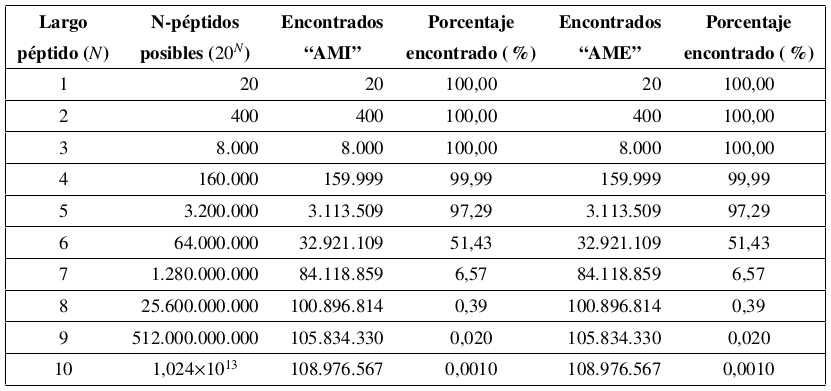 Largo N-péptidos Encontrados Porcentaje Encontrados Porcentaje
péptido (N) posibles (20^N) “AMI” encontrado ( %) “AME” encontrado ( %)
1 20 20 100,00 20 100,00
2 400 400 100,00 400 100,00
3 8.000 8.000 100,00 8.000 100,00
4 160.000 159.999 99,99 159.999 99,99
5 3.200.000 3.113.509 97,29 3.113.509 97,29
6 64.000.000 32.921.109 51,43 32.921.109 51,43
7 1.280.000.000 84.118.859 6,57 84.118.859 6,57
8 25.600.000.000 100.896.814 0,39 100.896.814 0,39
9 512.000.000.000 105.834.330 0,020 105.834.330 0,020
10 1,024×10^13 108.976.567 0,0010 108.976.567 0,0010